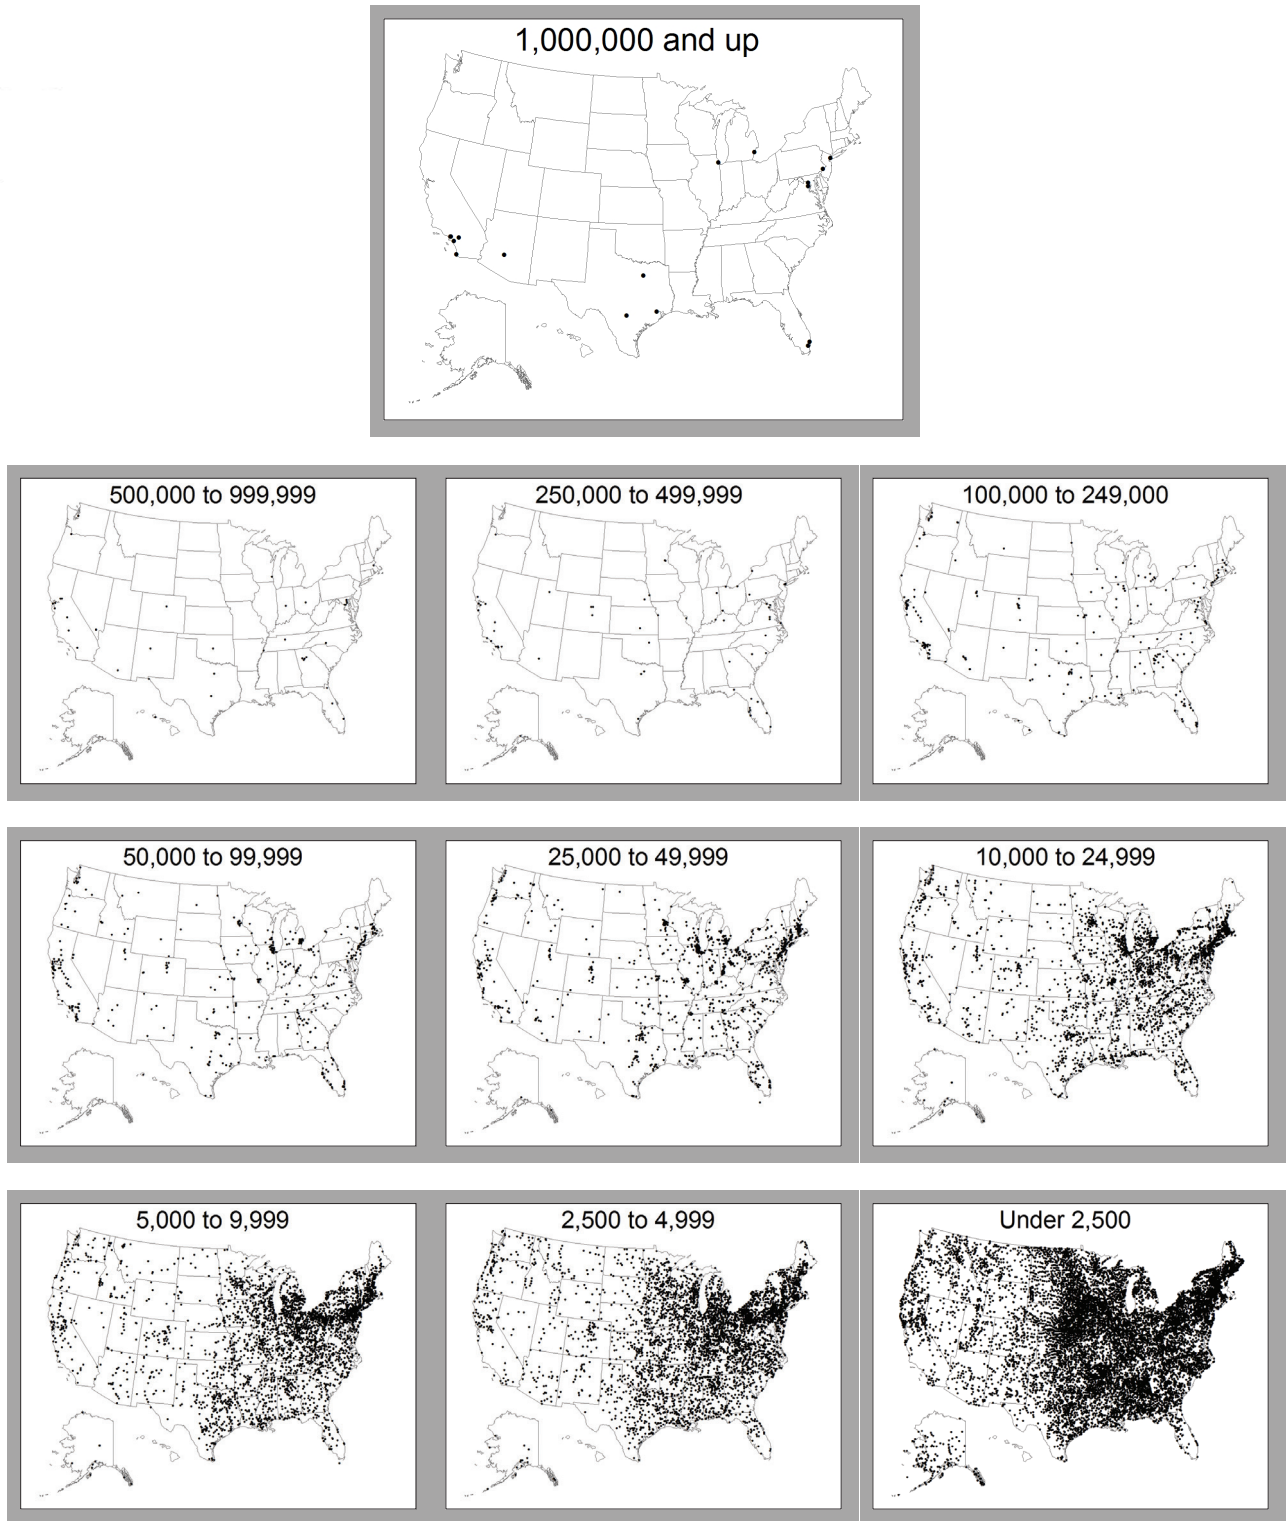 1,000,000 and up
500,000 to 999,999
250,000 to 499,999
100,000 to 249,000
50,000 to 99,999
25,000 to 49,999
10,000 to 24,999
5,000 to 9,999
2,500 to 4,999
Under 2,500